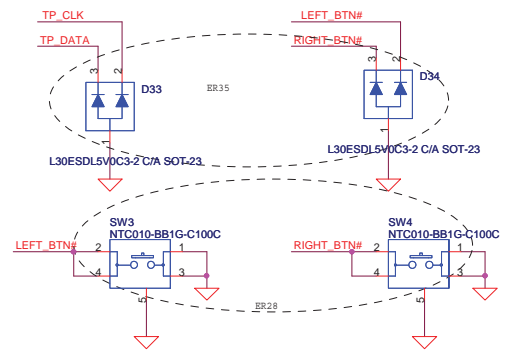 TP_CLK
LEFT_BTN#
TP_DATA
RIGHT_BTN#
3
2
3
2
D33
D34
ER35
1
1
L30ESDL5V0C3-2 C/A SOT-23
L30ESDL5V0C3-2 C/A SOT-23
SW3
SW4
NTC010-BB1G-C100C
NTC010-BB1G-C100C
LEFT_BTN#
2
1
RIGHT_BTN#
2
1
4
3
4
3
5
5
ER28